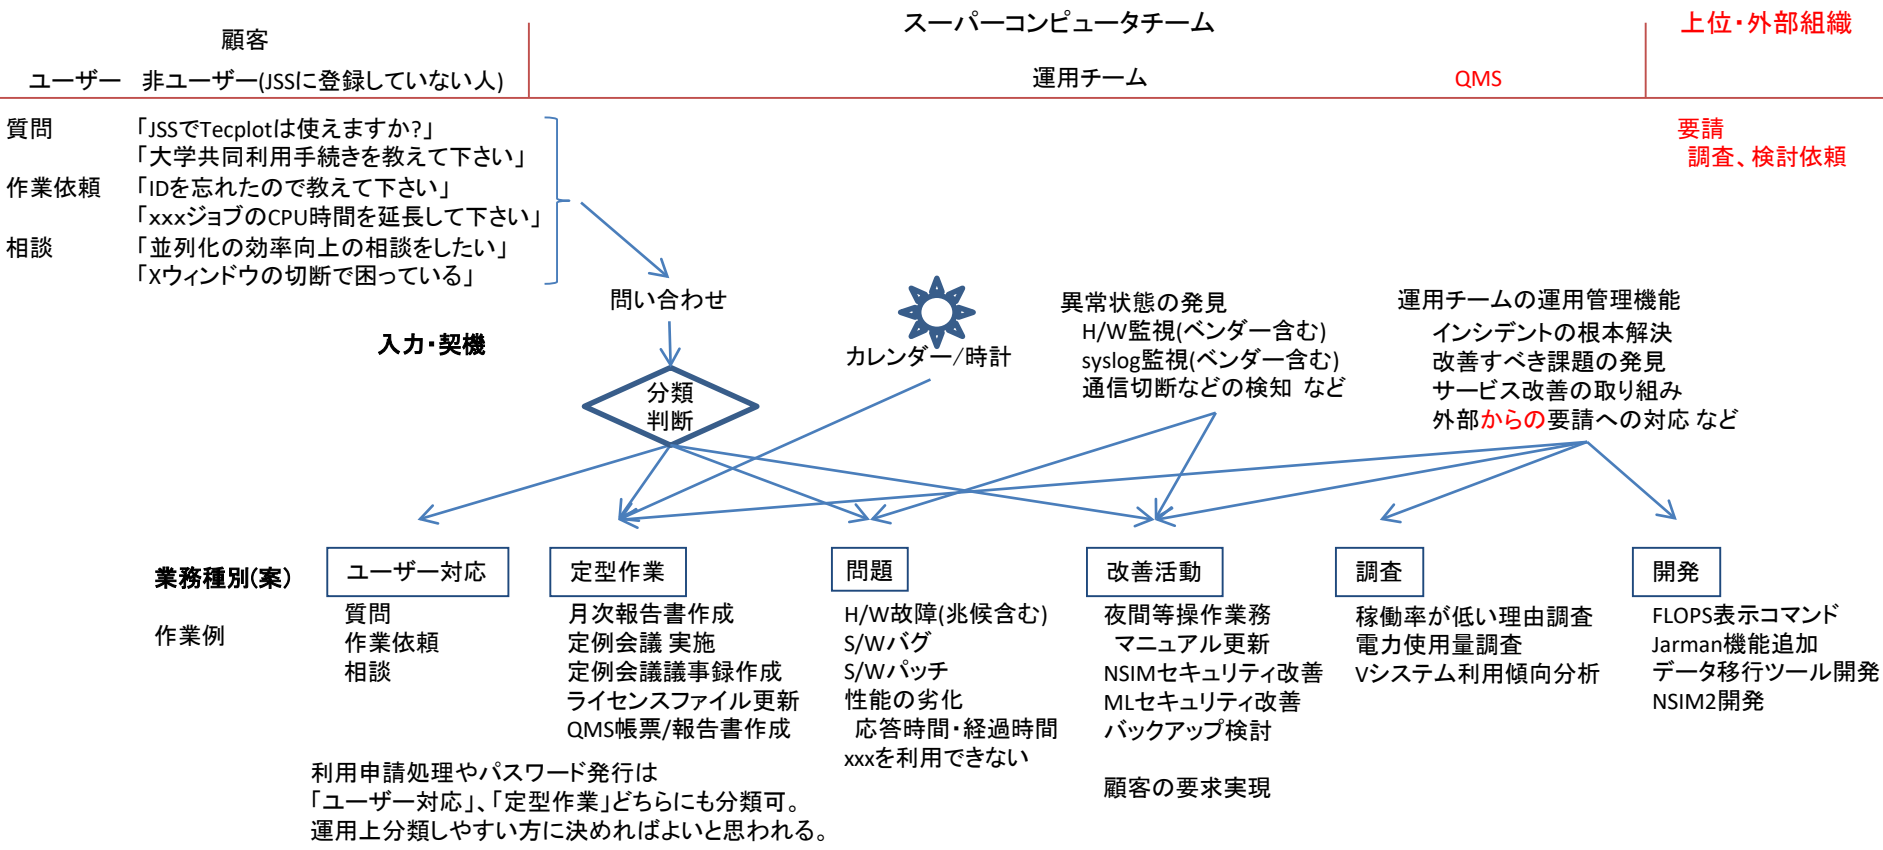 スーパーコンピュータチーム
上位・外部組織
顧客
ユーザー 非ユーザー(JSSに登録していない人)
運用チーム
QMS
質問 「JSSでTecplotは使えますか?」
「大学共同利用手続きを教えて下さい」
作業依頼 「IDを忘れたので教えて下さい」
「xxxジョブのCPU時間を延長して下さい」
相談 「並列化の効率向上の相談をしたい」
「Xウィンドウの切断で困っている」
要請
調査、検討依頼
入力・契機
問い合わせ
分類
判断
カレンダー/時計
異常状態の発見
H/W監視(ベンダー含む)
syslog監視(ベンダー含む)
通信切断などの検知 など
運用チームの運用管理機能
インシデントの根本解決
改善すべき課題の発見
サービス改善の取り組み
外部からの要請への対応 など
業務種別(案)
作業例
ユーザー対応
質問
作業依頼
相談
定型作業
月次報告書作成
定例会議 実施
定例会議議事録作成
ライセンスファイル更新
QMS帳票/報告書作成
問題
H/W故障(兆候含む)
S/Wバグ
S/Wパッチ
性能の劣化
応答時間・経過時間
xxxを利用できない
改善活動
夜間等操作業務
マニュアル更新
NSIMセキュリティ改善
MLセキュリティ改善
バックアップ検討
顧客の要求実現
調査
稼働率が低い理由調査
電力使用量調査
Vシステム利用傾向分析
開発
FLOPS表示コマンド
Jarman機能追加
データ移行ツール開発
NSIM2開発
利用申請処理やパスワード発行は
「ユーザー対応」、「定型作業」どちらにも分類可。
運用上分類しやすい方に決めればよいと思われる。